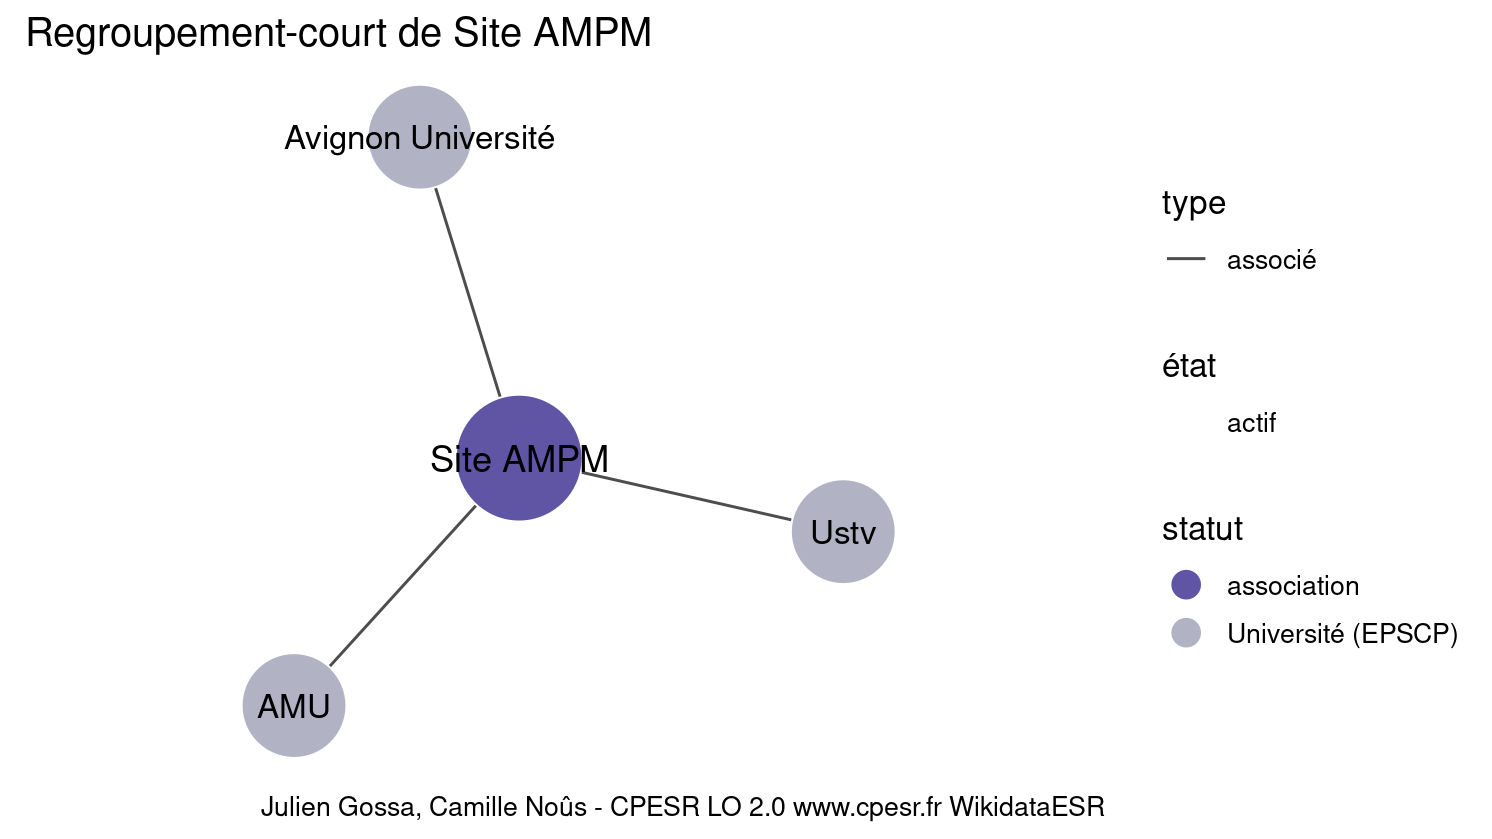 Regroupement-court de Site AMPM
Avignon Université
Site AMPM
Ustv
AMU
type
associé
état
actif
statut
association
Université (EPSCP)
Julien Gossa, Camille Noûs - CPESR LO 2.0 www.cpesr.fr WikidataESR